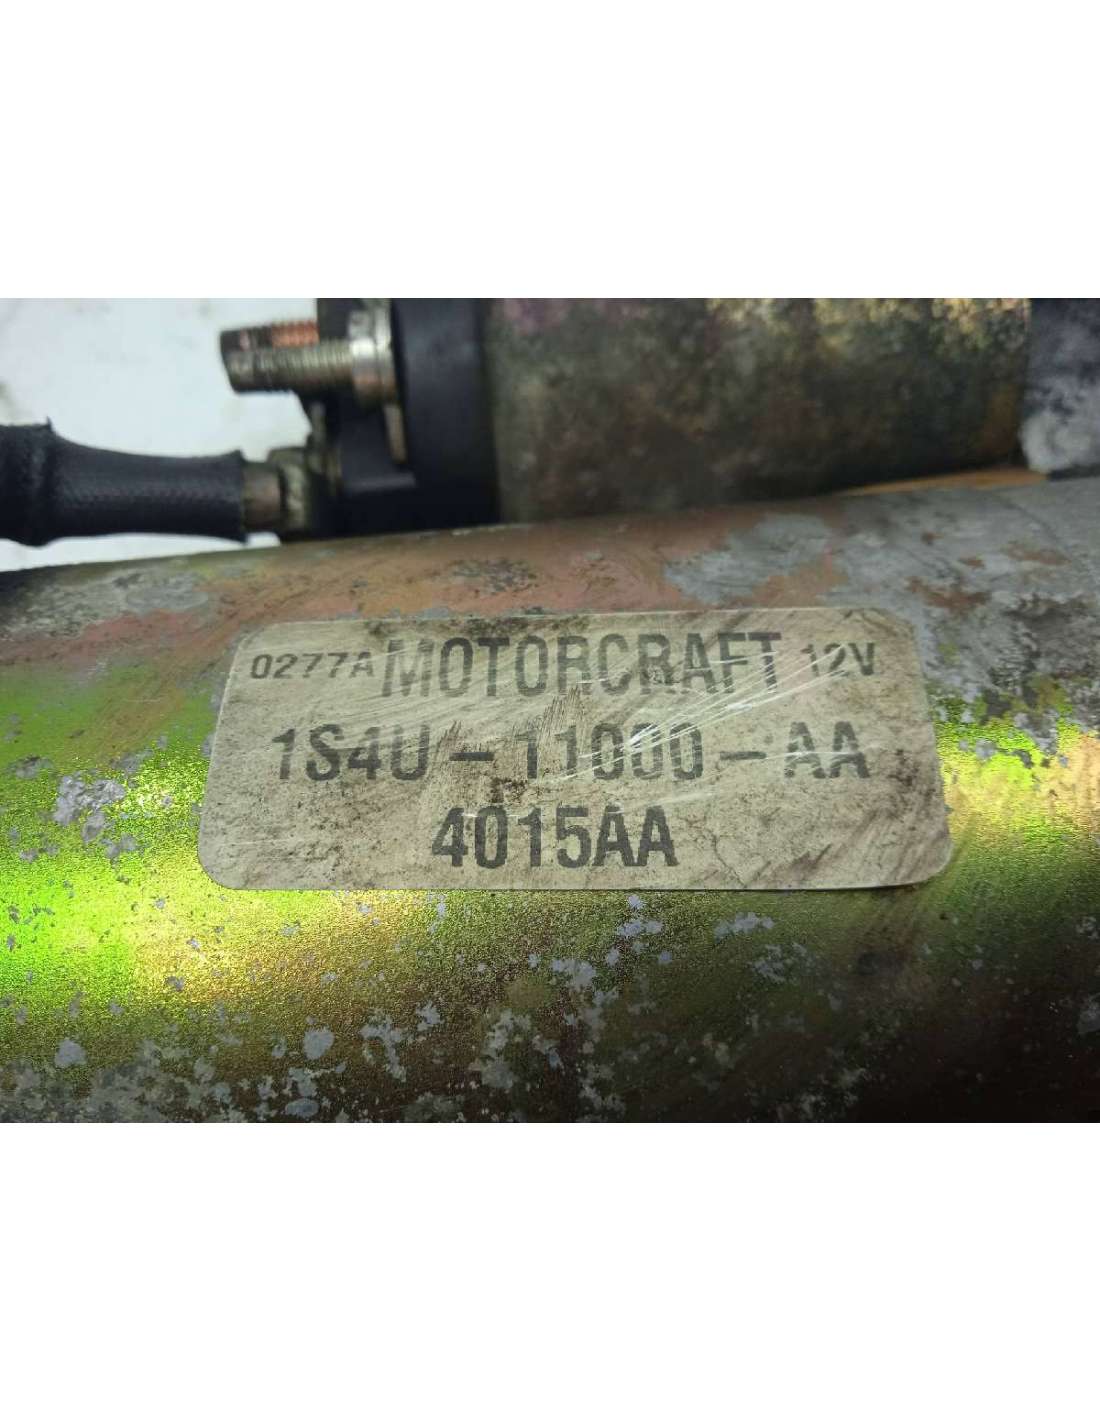 0277A MOTORCRAFT 12V
1S4U-11000-AA
4015AA